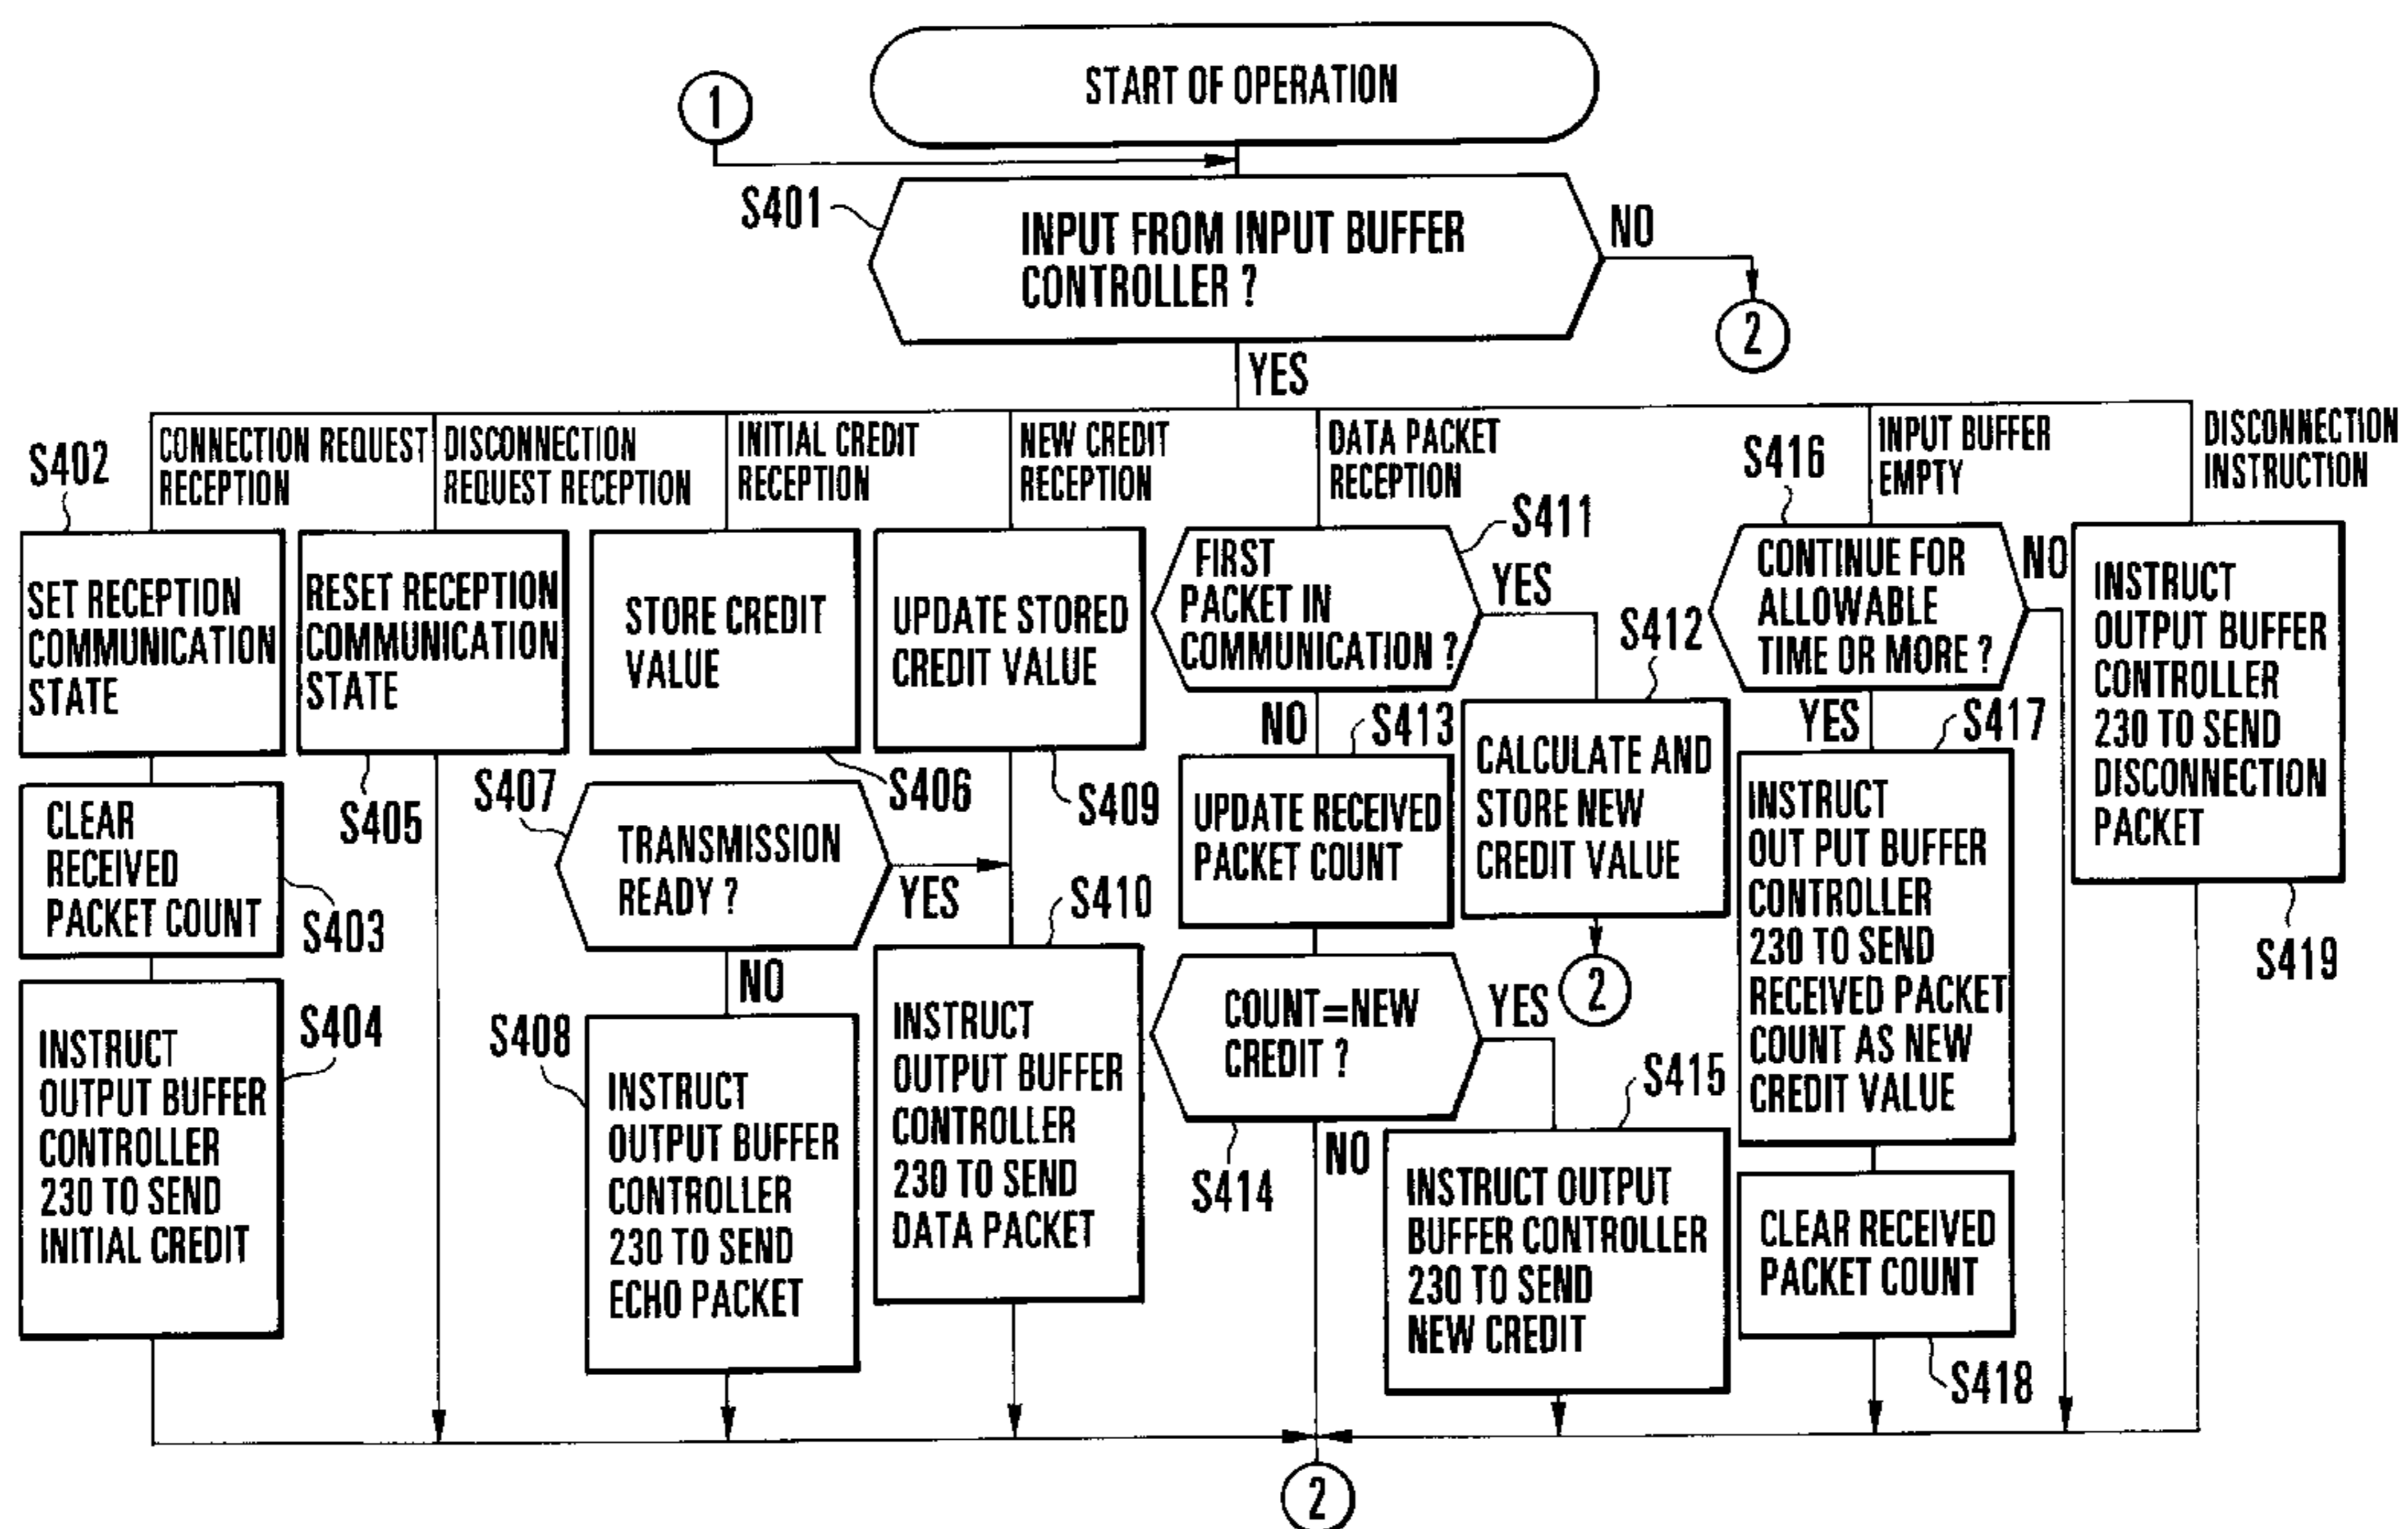 START OF OPERATION
1
S401
INPUT FROM INPUT BUFFER
CONTROLLER ?
NO
2
YES
S402
CONNECTION REQUEST
RECEPTION
DISCONNECTION
REQUEST RECEPTION
INITIAL CREDIT
RECEPTION
NEW CREDIT
RECEPTION
DATA PACKET
RECEPTION
S416
INPUT BUFFER
EMPTY
DISCONNECTION
INSTRUCTION
SET RECEPTION
COMMUNICATION
STATE
RESET RECEPTION
COMMUNICATION
STATE
S405
STORE CREDIT
VALUE
S406
UPDATE STORED
CREDIT VALUE
S409
FIRST
PACKET IN
COMMUNICATION ?
S411
YES
S412
NO
S413
CONTINUE FOR
ALLOWABLE
TIME OR MORE ?
NO
YES
S417
INSTRUCT
OUTPUT BUFFER
CONTROLLER
230 TO SEND
DISCONNECTION
PACKET
S419
CLEAR
RECEIVED
PACKET COUNT
S403
S407
TRANSMISSION
READY ?
YES
NO
S410
UPDATE RECEIVED
PACKET COUNT
CALCULATE AND
STORE NEW
CREDIT VALUE
2
INSTRUCT
OUT PUT BUFFER
CONTROLLER
230 TO SEND
RECEIVED PACKET
COUNT AS NEW
CREDIT VALUE
INSTRUCT
OUTPUT BUFFER
CONTROLLER
230 TO SEND
INITIAL CREDIT
S404
S408
INSTRUCT
OUTPUT BUFFER
CONTROLLER
230 TO SEND
ECHO PACKET
INSTRUCT
OUTPUT BUFFER
CONTROLLER
230 TO SEND
DATA PACKET
COUNT=NEW
CREDIT ?
YES
S414
NO
S415
INSTRUCT OUTPUT
BUFFER CONTROLLER
230 TO SEND
NEW CREDIT
CLEAR RECEIVED
PACKET COUNT
S418
2